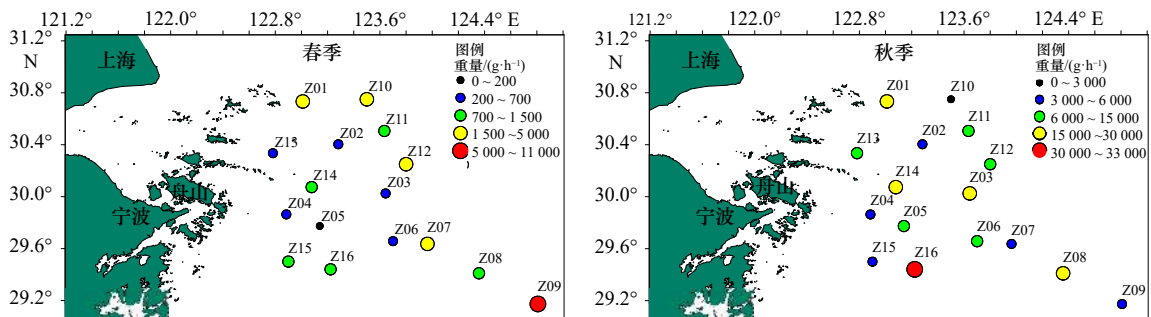 121.2° 122.0° 122.8° 123.6° 124.4° E
31.2°
N
30.8°
30.4°
30.0°
29.6°
29.2°
上海
舟山
宁波
春季
图例
重量/(g·h⁻¹)
0 ~ 200
200 ~ 700
700 ~ 1 500
1 500 ~5 000
5 000 ~ 11 000
Z01
Z10
Z11
Z02
Z13
Z12
Z14
Z03
Z04
Z05
Z06
Z07
Z15
Z16
Z08
Z09
121.2° 122.0° 122.8° 123.6° 124.4° E
31.2°
N
30.8°
30.4°
30.0°
29.6°
29.2°
上海
舟山
宁波
秋季
图例
重量/(g·h⁻¹)
0 ~ 3 000
3 000 ~ 6 000
6 000 ~ 15 000
15 000 ~30 000
30 000 ~ 33 000
Z01
Z10
Z11
Z02
Z13
Z12
Z14
Z03
Z04
Z05
Z06
Z07
Z15
Z16
Z08
Z09